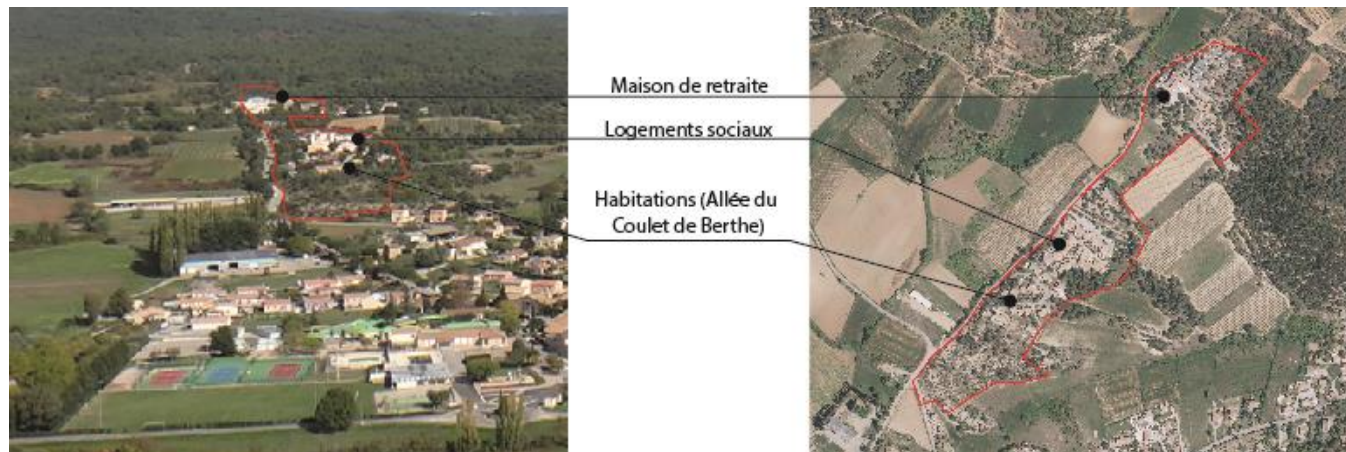 Maison de retraite
Logements sociaux
Habitations (Allée du
Coulet de Berthe)